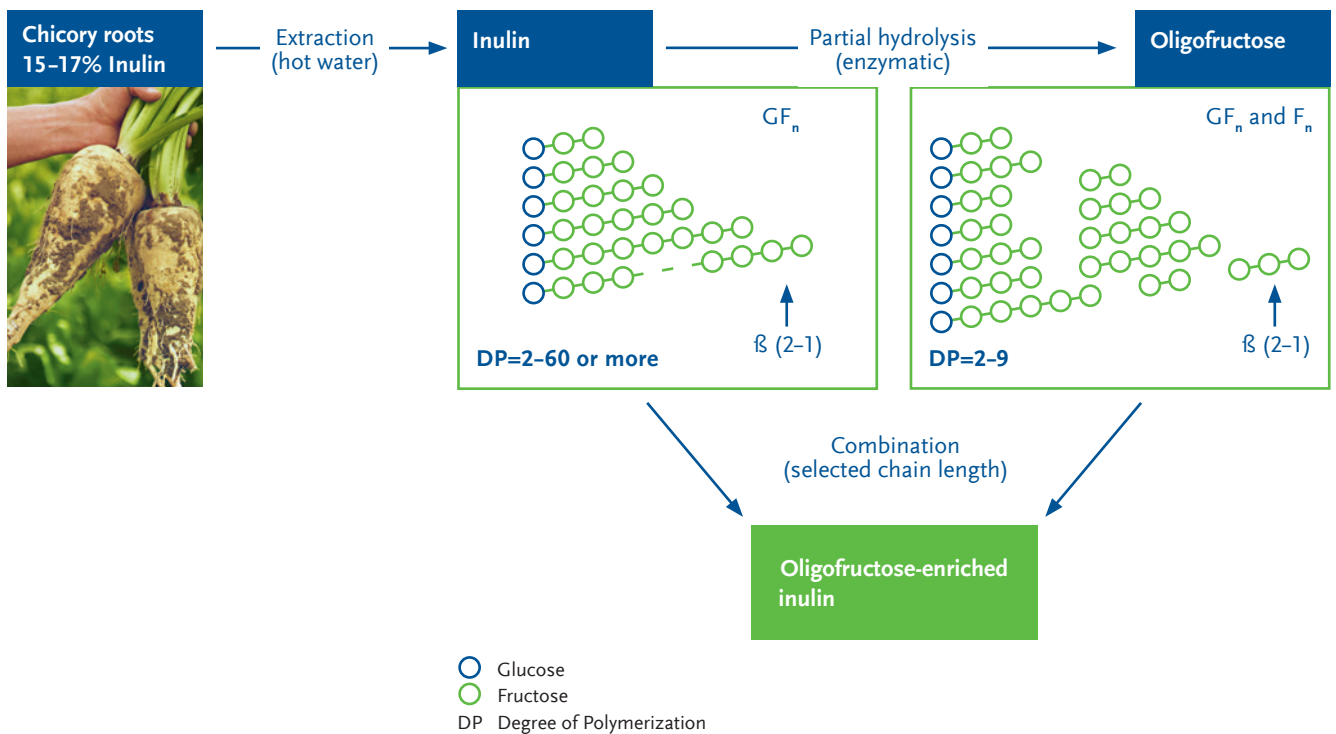 Chicory roots
15–17% Inulin
Extraction
(hot water)
Inulin
Partial hydrolysis
(enzymatic)
Oligofructose
GFn
DP=2–60 or more
ß (2–1)
GFn and Fn
DP=2–9
ß (2–1)
Combination
(selected chain length)
Oligofructose-enriched
inulin
Glucose
Fructose
DP Degree of Polymerization